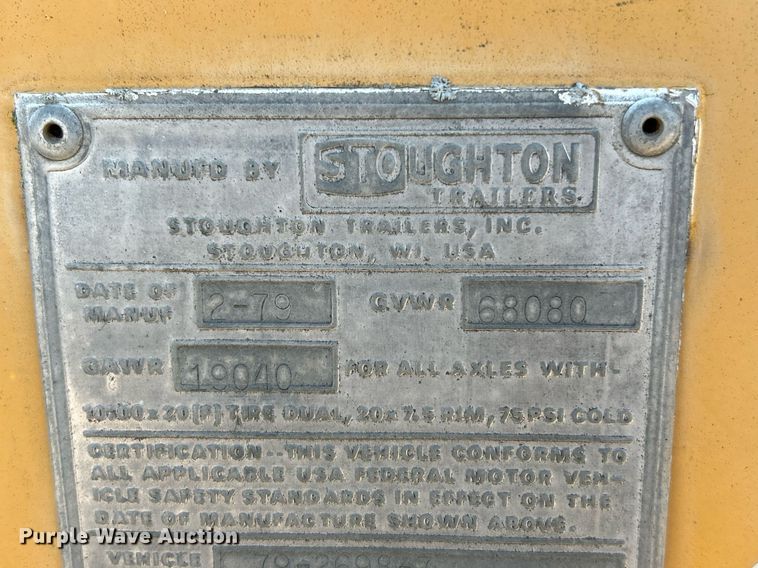 MANUFD BY STOUGHTON
TRAILERS.
STOUGHTON TRAILERS, INC.
STOUGHTON, WI. USA
DATE OF MANUF 2-79 GVWR 68080
GAWR 19040 FOR ALL AXLES WITH-
10:00 x 20 (F) TIRE DUAL, 20 x 7.5 RIM, 75 PSI COLD
CERTIFICATION--THIS VEHICLE CONFORMS TO
ALL APPLICABLE USA FEDERAL MOTOR VEH-
ICLE SAFETY STANDARDS IN EFFECT ON THE
DATE OF MANUFACTURE SHOWN ABOVE.
VEHICLE
Purple Wave Auction
© Purple Wave Auction